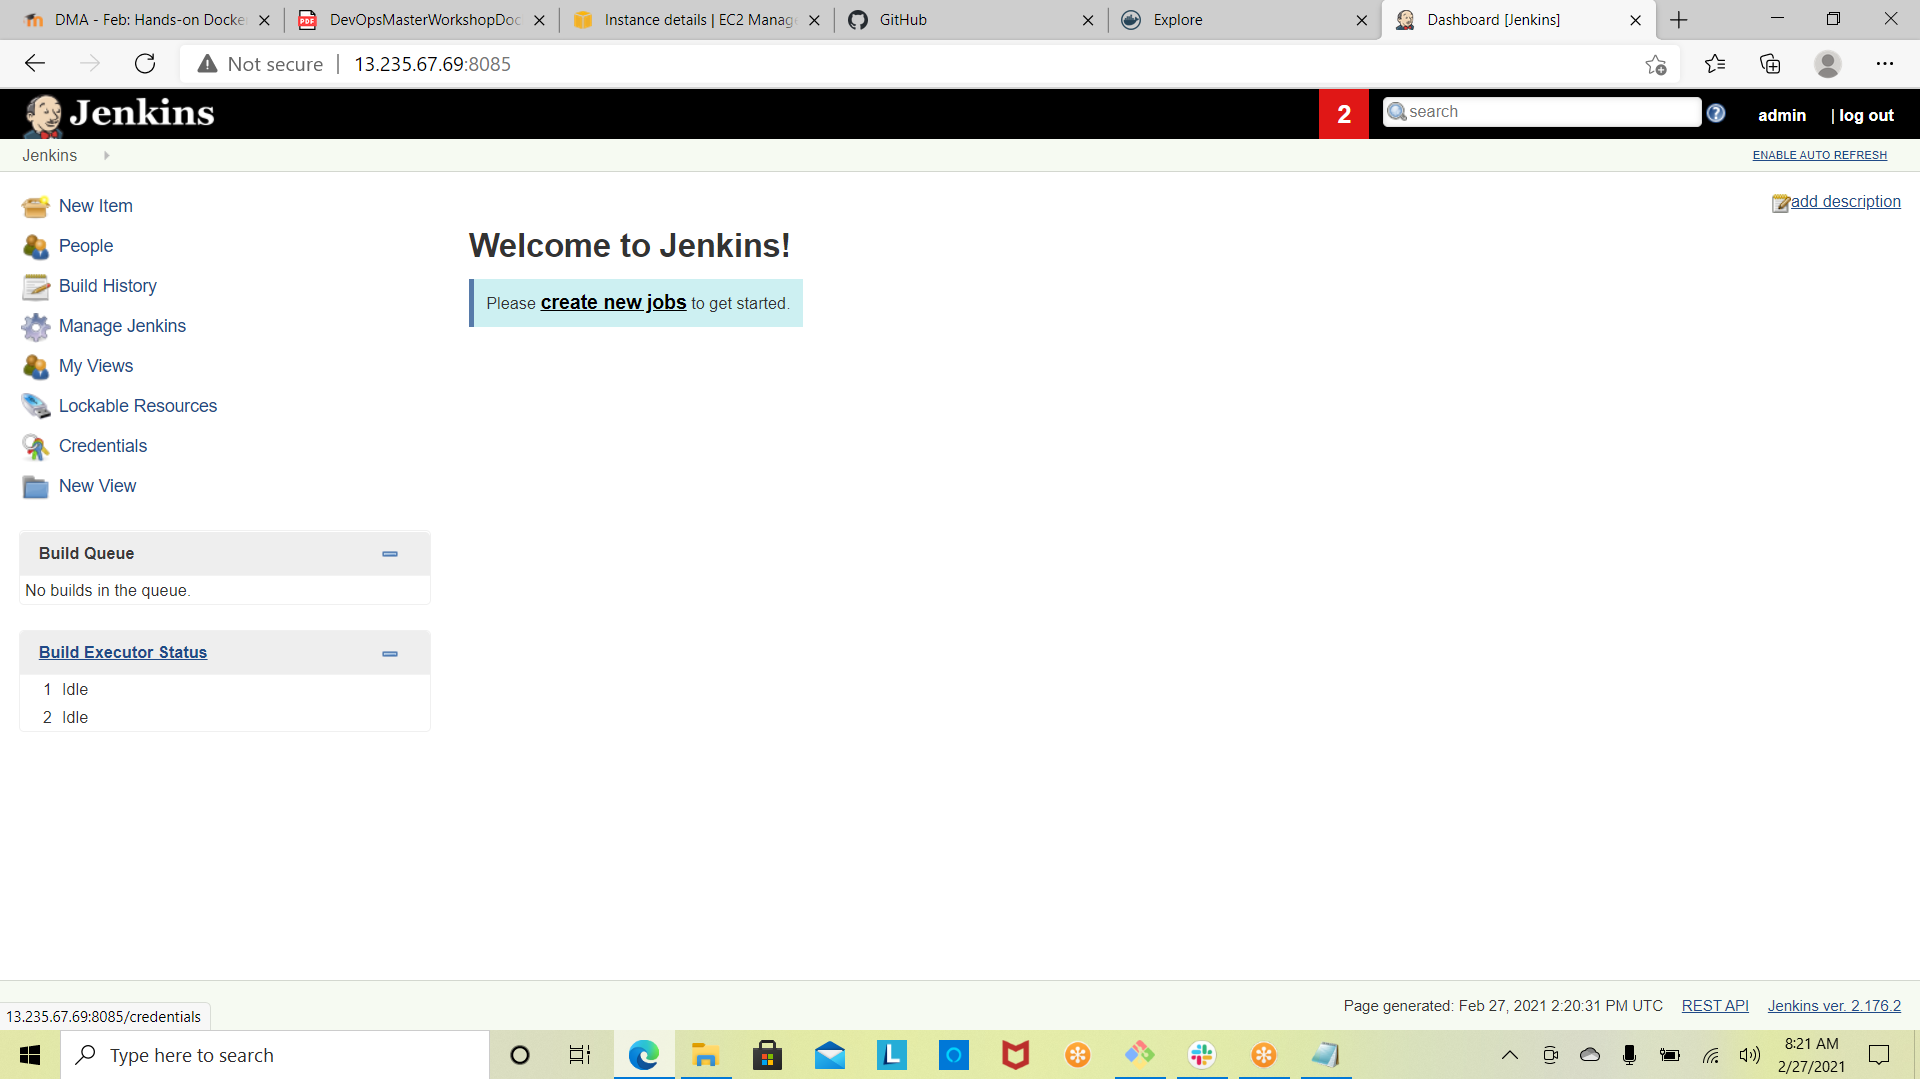 DMA - Feb: Hands-on Docke
DevOpsMasterWorkshopDoc
Instance details | EC2 Manag
GitHub
Explore
Dashboard [Jenkins]
Not secure | 13.235.67.69:8085
Jenkins
2
search
admin
| log out
Jenkins
ENABLE AUTO REFRESH
New Item
People
Build History
Manage Jenkins
My Views
Lockable Resources
Credentials
New View
add description
Welcome to Jenkins!
Please create new jobs to get started.
Build Queue
No builds in the queue.
Build Executor Status
1 Idle
2 Idle
Page generated: Feb 27, 2021 2:20:31 PM UTC
REST API
Jenkins ver. 2.176.2
13.235.67.69:8085/credentials
Type here to search
L
8:21 AM
2/27/2021